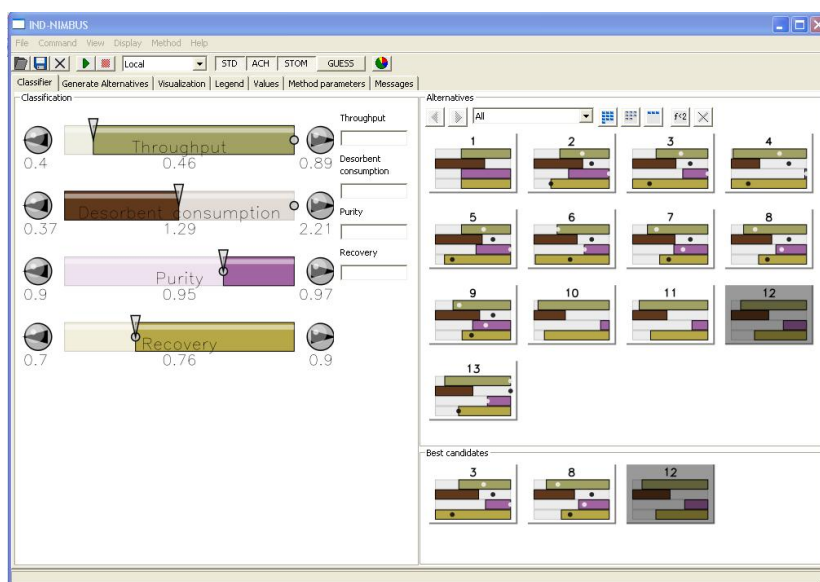 IND-NIMBUS
File Command View Display Method Help
Local STD ACH STOM GUESS
Classifier Generate Alternatives Visualization Legend Values Method parameters Messages
Classification
Throughput
0.4 0.46 0.89
Desorbent consumption
0.37 1.29 2.21
Purity
0.9 0.95 0.97
Recovery
0.7 0.76 0.9
Throughput
Desorbent
consumption
Purity
Recovery
Alternatives
All f<2
1 2 3 4
5 6 7 8
9 10 11 12
13
Best candidates
3 8 12